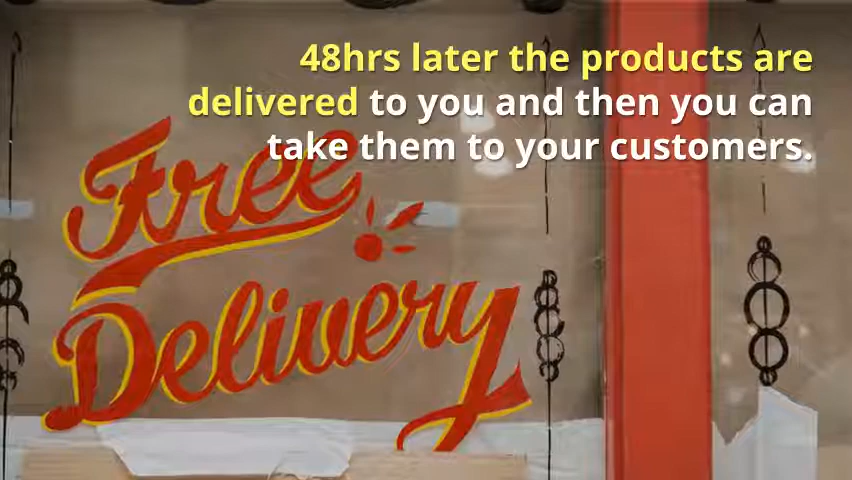 48hrs later the products are
delivered to you and then you can
take them to your customers.
Free
Delivery